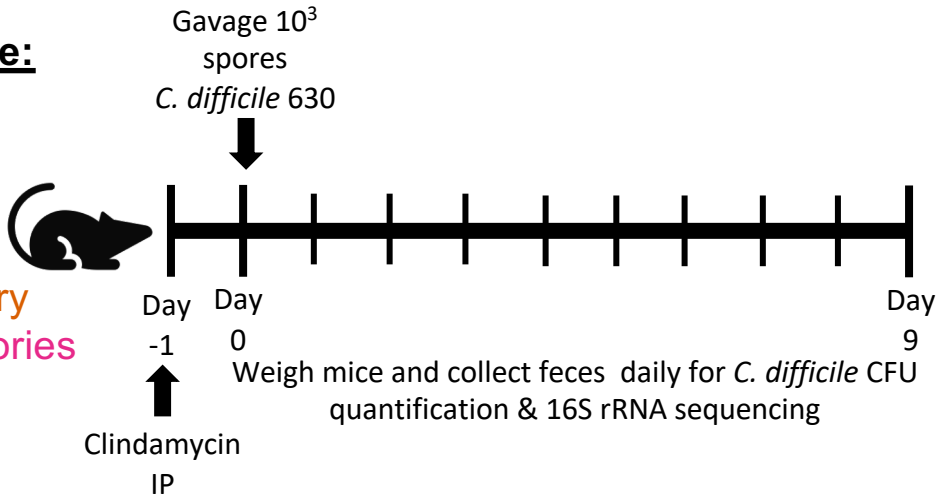 Gavage 10³
spores
C. difficile 630
e:
ry
ories
Day
-1
Day
0
Day
9
Weigh mice and collect feces daily for C. difficile CFU
quantification & 16S rRNA sequencing
Clindamycin
IP